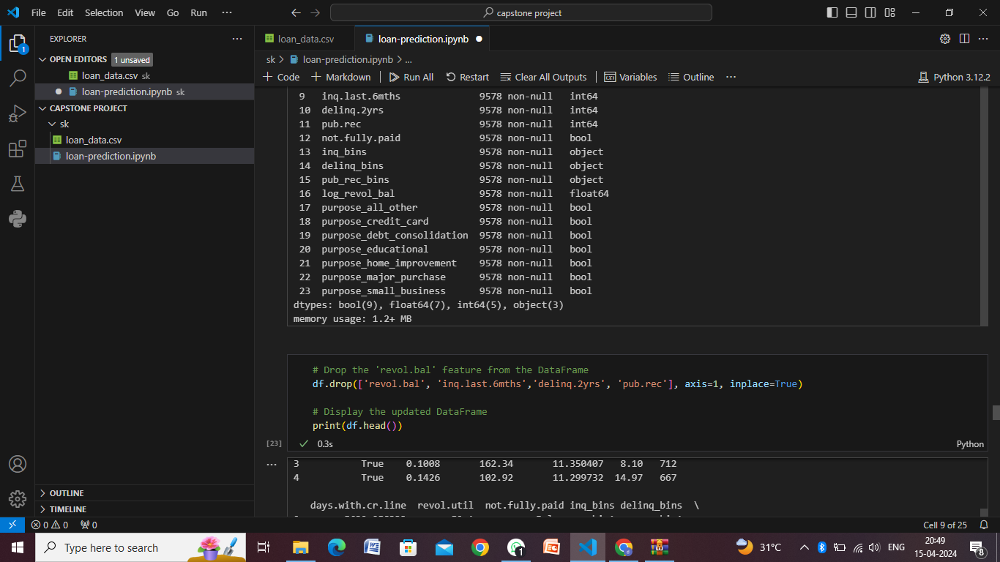 File Edit Selection View Go Run ··· capstone project
EXPLORER ···
OPEN EDITORS 1 unsaved
loan_data.csv sk
loan-prediction.ipynb sk
CAPSTONE PROJECT
sk
loan_data.csv
loan-prediction.ipynb
OUTLINE
TIMELINE
1
loan_data.csv loan-prediction.ipynb
sk > loan-prediction.ipynb > ...
Code Markdown Run All Restart Clear All Outputs Variables Outline ··· Python 3.12.2
9 inq.last.6mths 9578 non-null int64
10 delinq.2yrs 9578 non-null int64
11 pub.rec 9578 non-null int64
12 not.fully.paid 9578 non-null bool
13 inq_bins 9578 non-null object
14 delinq_bins 9578 non-null object
15 pub_rec_bins 9578 non-null object
16 log_revol_bal 9578 non-null float64
17 purpose_all_other 9578 non-null bool
18 purpose_credit_card 9578 non-null bool
19 purpose_debt_consolidation 9578 non-null bool
20 purpose_educational 9578 non-null bool
21 purpose_home_improvement 9578 non-null bool
22 purpose_major_purchase 9578 non-null bool
23 purpose_small_business 9578 non-null bool
dtypes: bool(9), float64(7), int64(5), object(3)
memory usage: 1.2+ MB
# Drop the 'revol.bal' feature from the DataFrame
df.drop(['revol.bal', 'inq.last.6mths','delinq.2yrs', 'pub.rec'], axis=1, inplace=True)
# Display the updated DataFrame
print(df.head())
[23] 0.3s Python
3 True 0.1008 162.34 11.350407 8.10 712
4 True 0.1426 102.92 11.299732 14.97 667
days.with.cr.line revol.util not.fully.paid inq_bins delinq_bins \
0 0 0 Cell 9 of 25
Type here to search 1 31°C ENG 20:49
15-04-2024 8